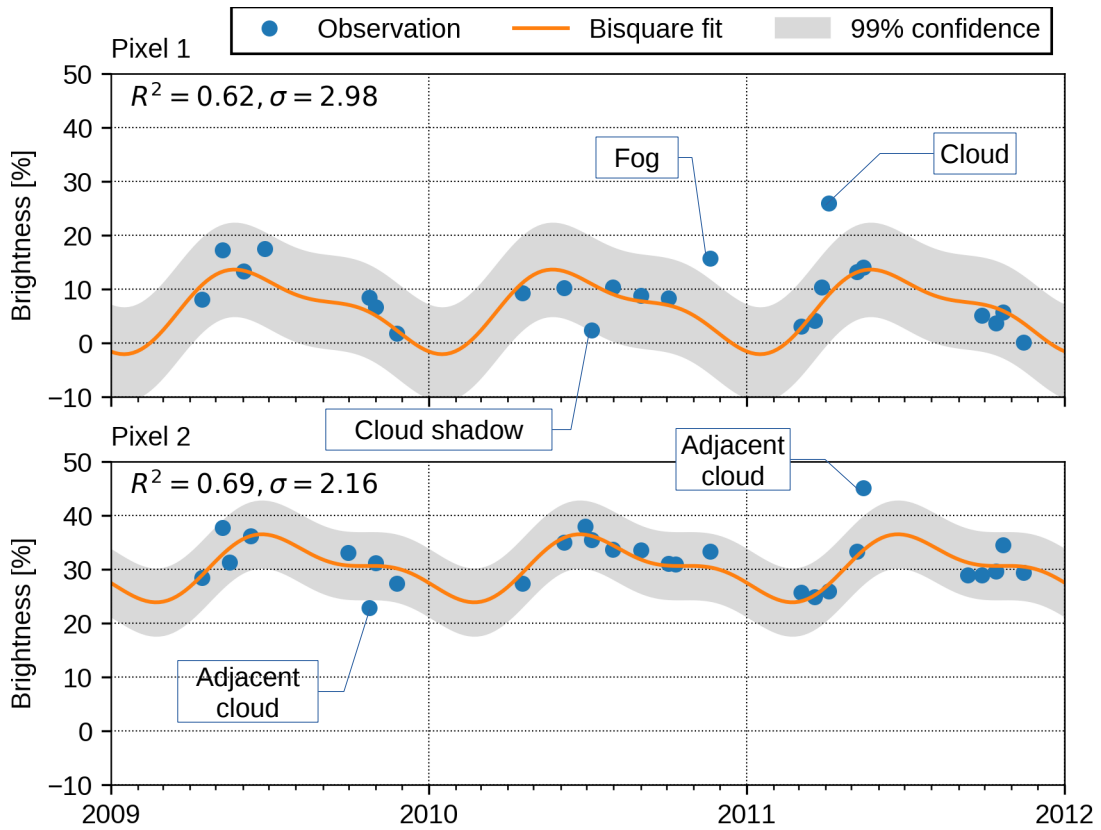 Observation Bisquare fit 99% confidence
Pixel 1
R² = 0.62, σ = 2.98
Brightness [%]
50
40
30
20
10
0
−10
Fog
Cloud
Cloud shadow
Pixel 2
R² = 0.69, σ = 2.16
Brightness [%]
50
40
30
20
10
0
−10
Adjacent
cloud
Adjacent
cloud
2009 2010 2011 2012